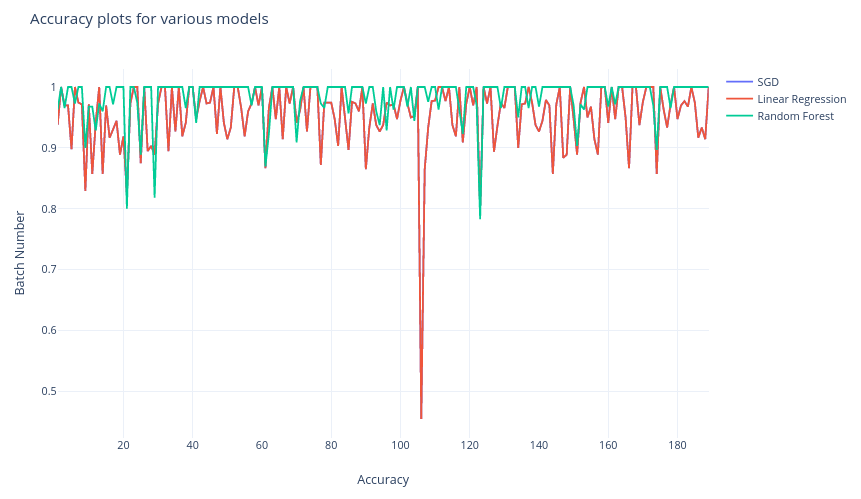 Accuracy plots for various models
SGD
Linear Regression
Random Forest
Batch Number
1
0.9
0.8
0.7
0.6
0.5
20 40 60 80 100 120 140 160 180
Accuracy